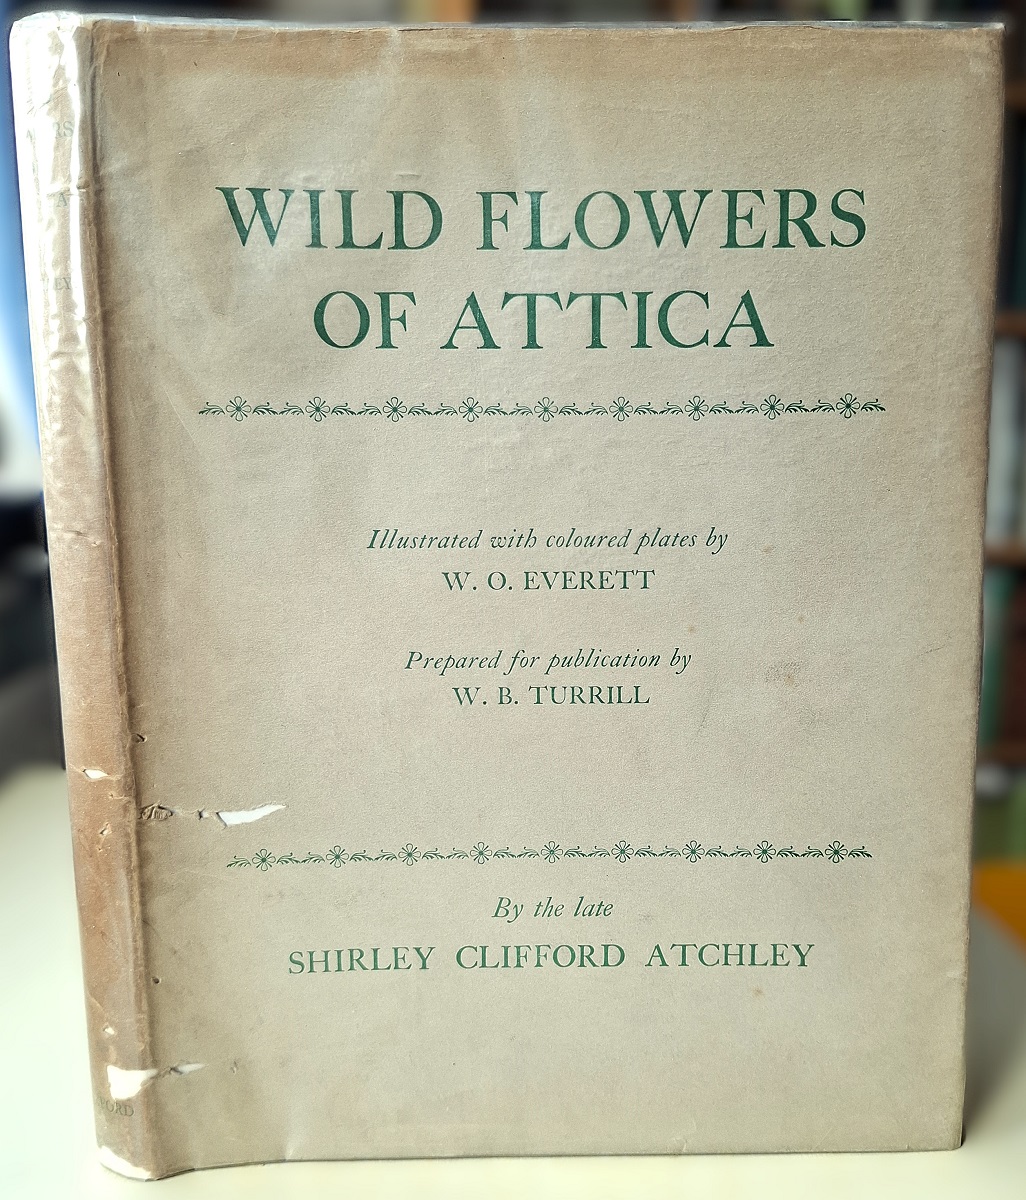 WILD FLOWERS
OF ATTICA
Illustrated with coloured plates by
W. O. EVERETT
Prepared for publication by
W. B. TURRILL
By the late
SHIRLEY CLIFFORD ATCHLEY